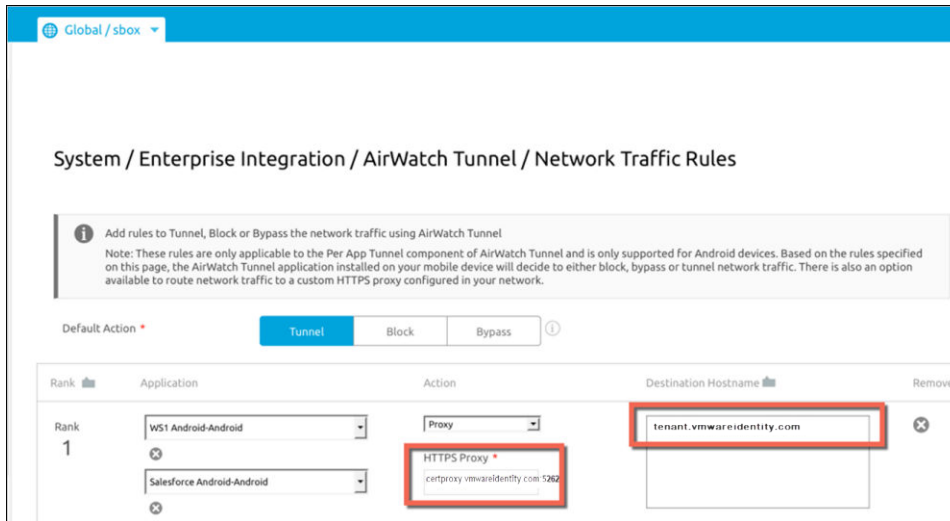 Global / sbox
System / Enterprise Integration / AirWatch Tunnel / Network Traffic Rules
Add rules to Tunnel, Block or Bypass the network traffic using AirWatch Tunnel
Note: These rules are only applicable to the Per App Tunnel component of AirWatch Tunnel and is only supported for Android devices. Based on the rules specified
on this page, the AirWatch Tunnel application installed on your mobile device will decide to either block, bypass or tunnel network traffic. There is also an option
available to route network traffic to a custom HTTPS proxy configured in your network.
Default Action * Tunnel Block Bypass
Rank Application Action Destination Hostname Remove
Rank WS1 Android-Android Proxy tenant.vmwareidentity.com
1
HTTPS Proxy *
Salesforce Android-Android certproxy.vmwareidentity.com:5262